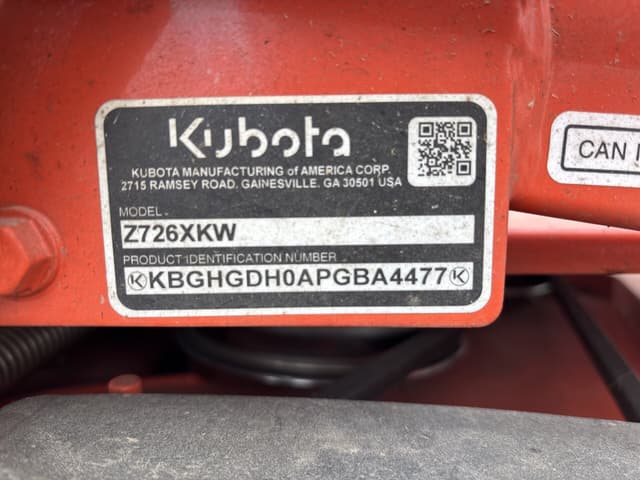 Kubota
KUBOTA MANUFACTURING of AMERICA CORP.
2715 RAMSEY ROAD. GAINESVILLE. GA 30501 USA
MODEL
Z726XKW
PRODUCT IDENTIFICATION NUMBER
KBGHGDH0APGBA4477
CAN